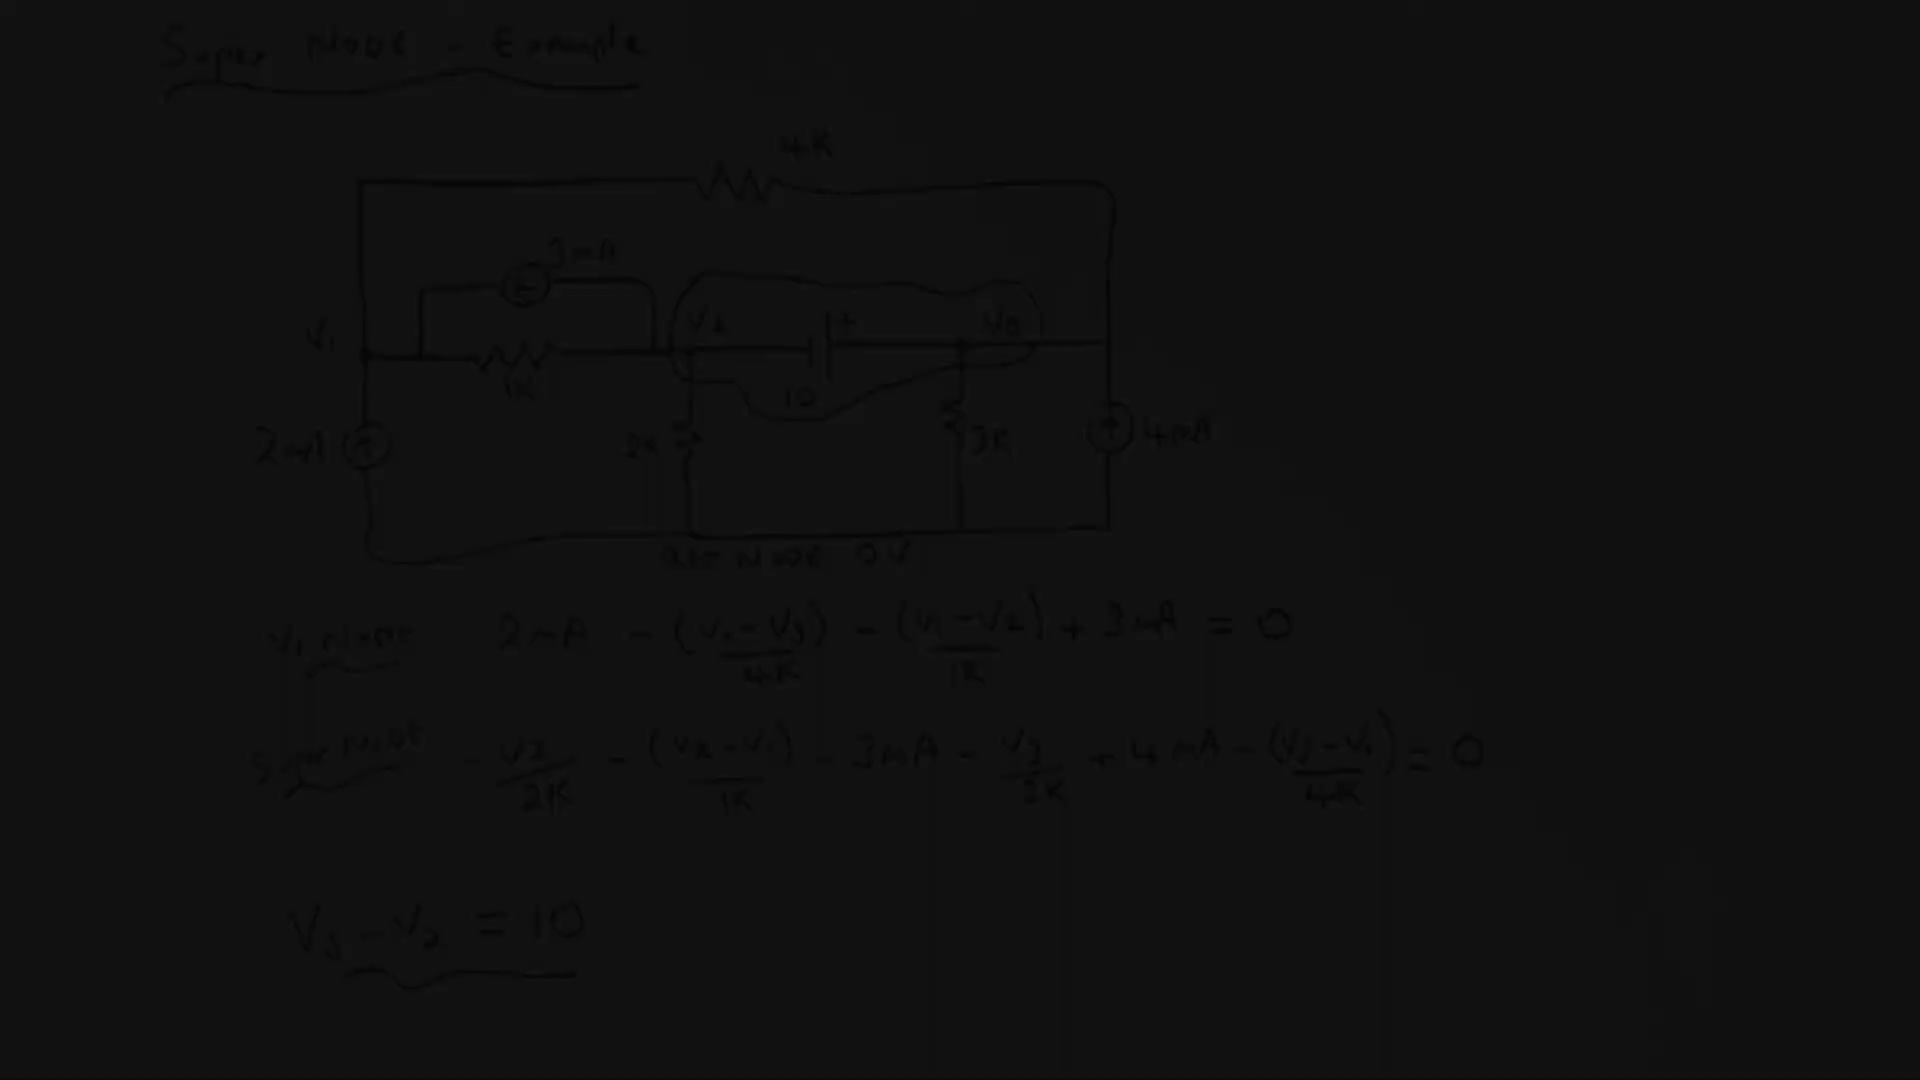 Super Node - Example
4K
3mA
V1
V2
+
V3
1K
10
2mA
2K
3K
4mA
REF NODE 0V
V1 Node 2mA - (V1 - V3)/4K - (V1 - V2)/1K + 3mA = 0
Super Node - V2/2K - (V2 - V1)/1K - 3mA - V3/3K + 4mA - (V3 - V1)/4K = 0
V3 - V2 = 10